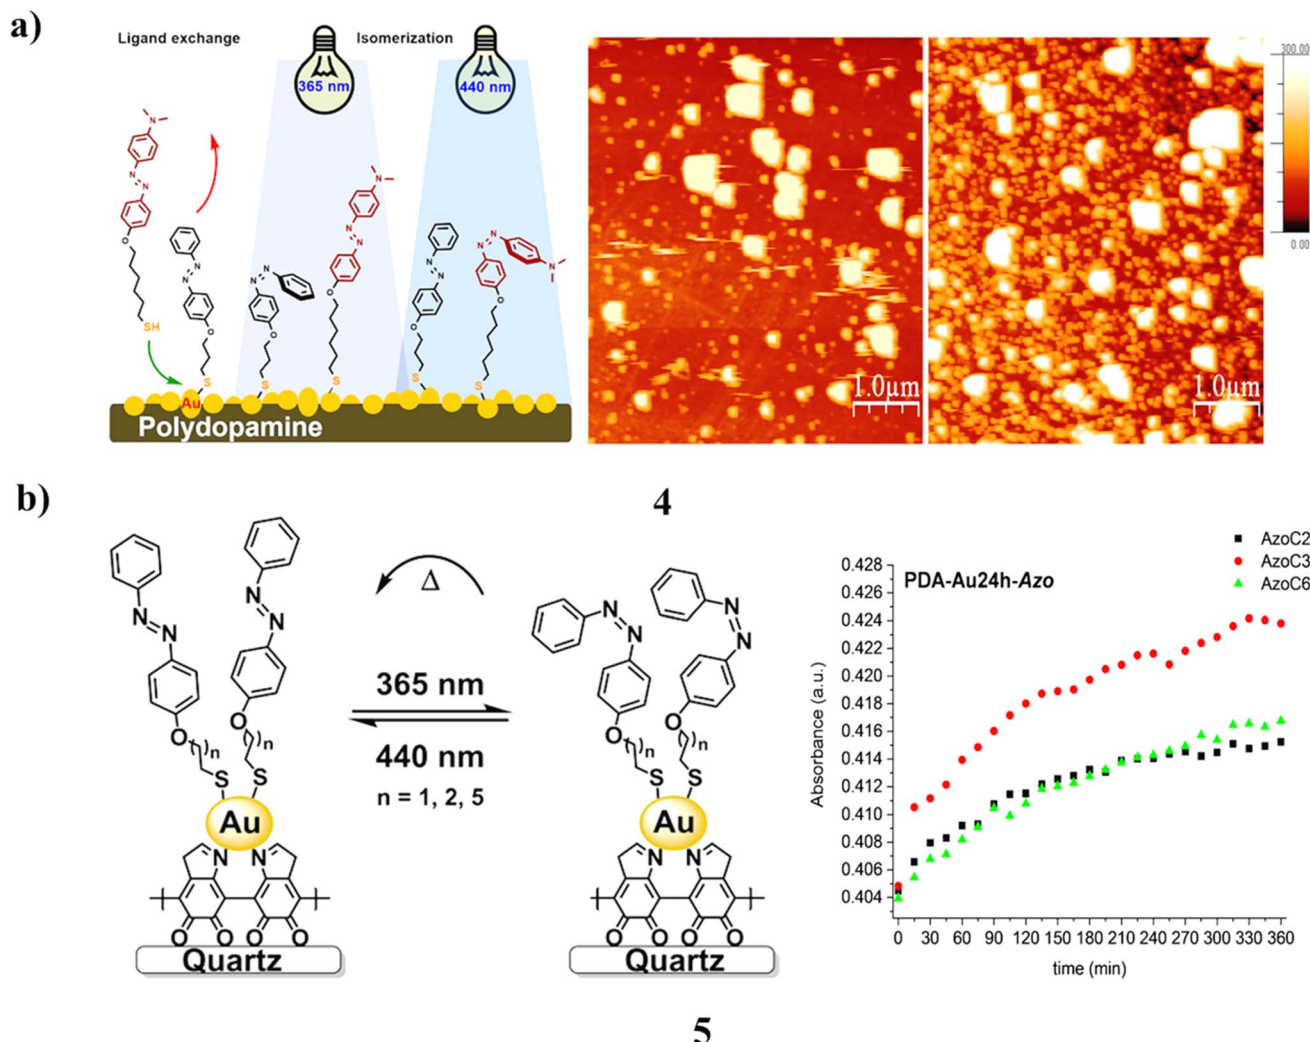 a)
Ligand exchange
Isomerization
365 nm
440 nm
N
N
N
O
SH
N
N
O
S
N
N
O
S
N
N
N
O
S
N
N
O
S
N
N
N
O
S
Au
Polydopamine
1.0µm
1.0µm
300.00
0.00
4
b)
N
N
N
N
O
( )n
O
( )n
S
S
Au
N
N
O
O
O
O
Quartz
Δ
365 nm
440 nm
n = 1, 2, 5
N
N
N
N
O
( )n
O
( )n
S
S
Au
N
N
O
O
O
O
Quartz
AzoC2
AzoC3
AzoC6
PDA-Au24h-Azo
Absorbance (a.u.)
0.428
0.426
0.424
0.422
0.420
0.418
0.416
0.414
0.412
0.410
0.408
0.406
0.404
0 30 60 90 120 150 180 210 240 270 300 330 360
time (min)
5